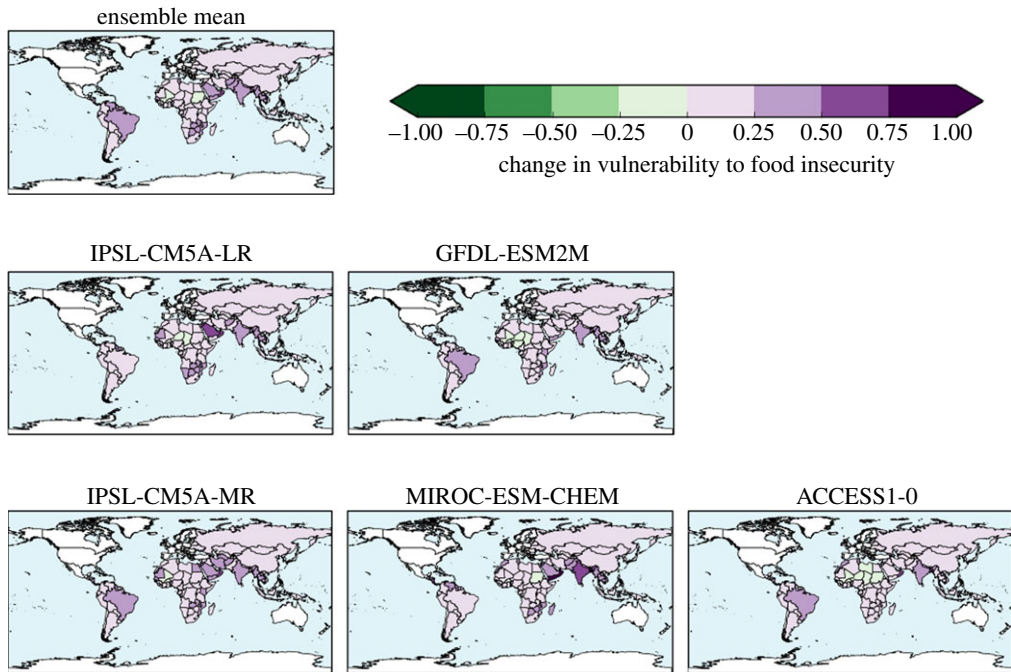 ensemble mean
–1.00 –0.75 –0.50 –0.25 0 0.25 0.50 0.75 1.00
change in vulnerability to food insecurity
IPSL-CM5A-LR GFDL-ESM2M
IPSL-CM5A-MR MIROC-ESM-CHEM ACCESS1-0